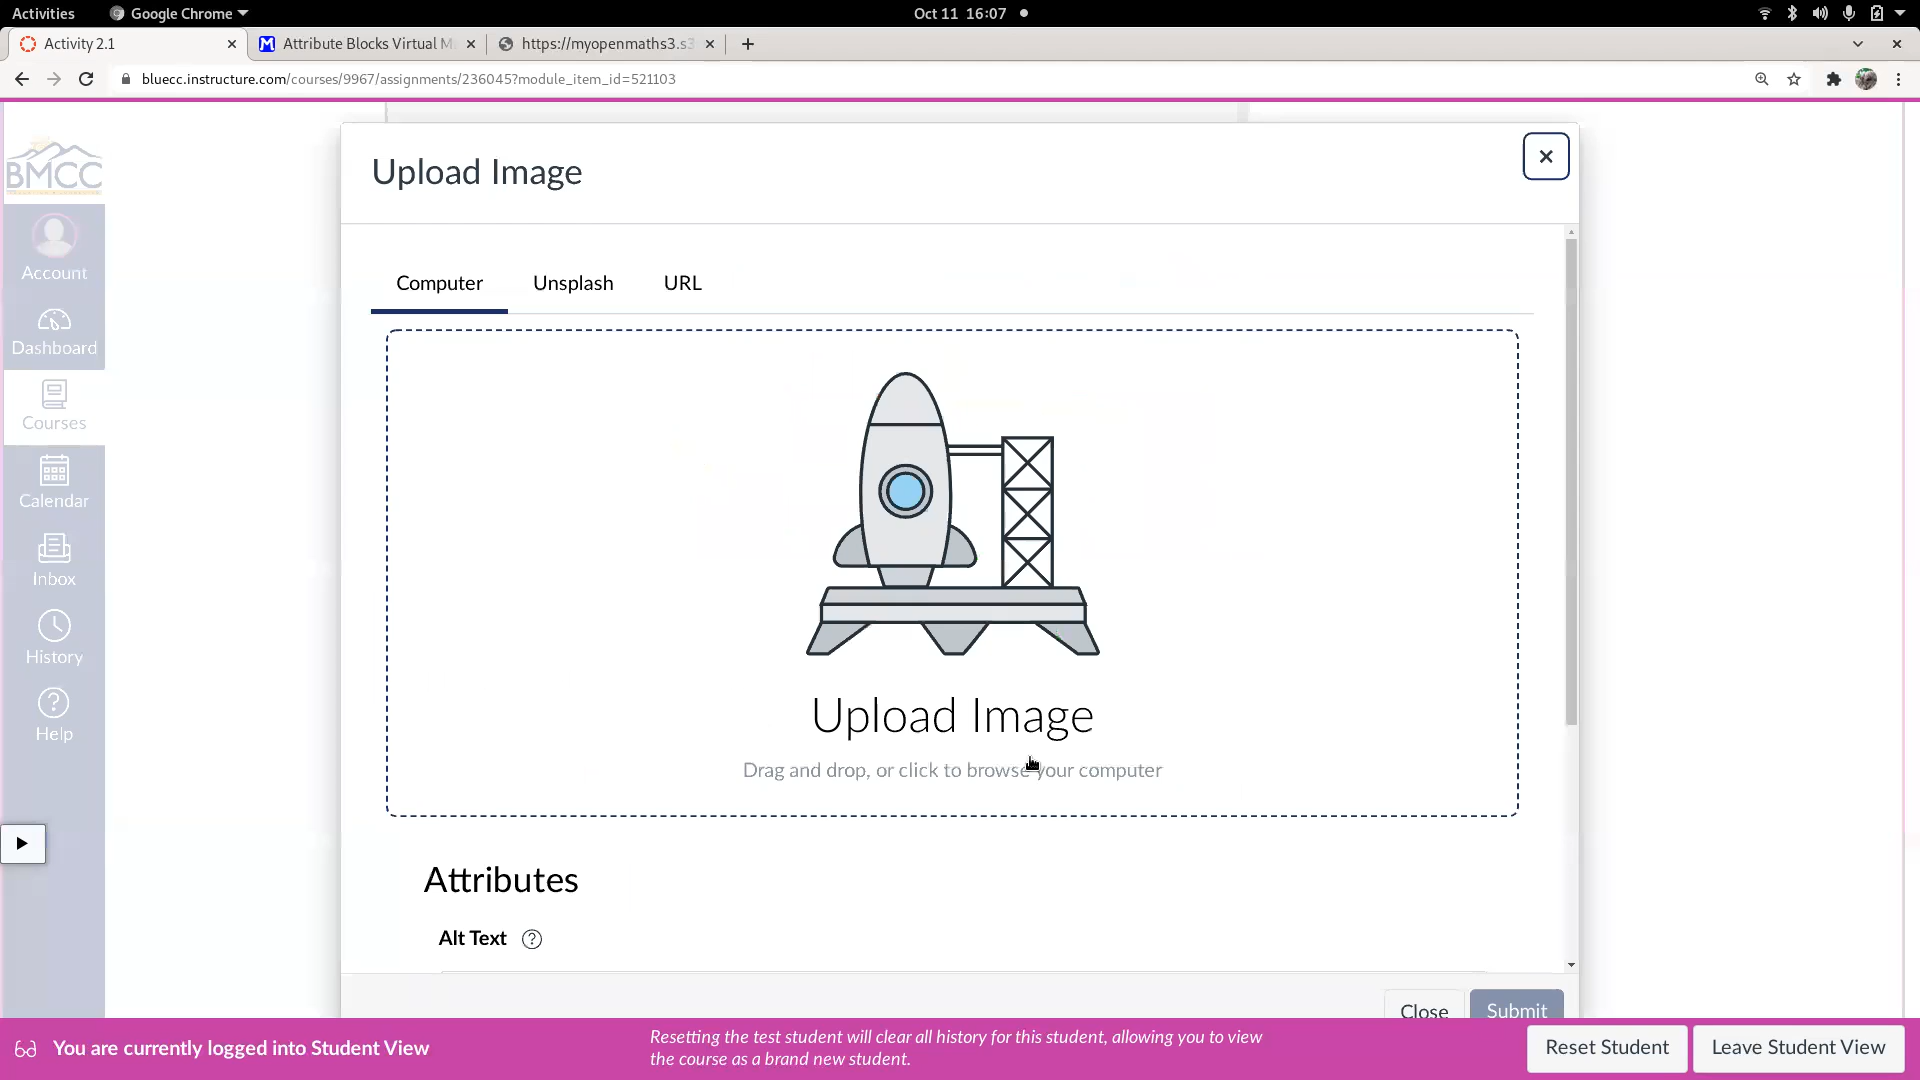 Activities
Google Chrome
Oct 11 16:07
Activity 2.1
Attribute Blocks Virtual M
https://myopenmaths3.s3
bluecc.instructure.com/courses/9967/assignments/236045?module_item_id=521103
BMCC
Account
Dashboard
Courses
Calendar
Inbox
History
Help
Upload Image
Computer
Unsplash
URL
Upload Image
Drag and drop, or click to browse your computer
Attributes
Alt Text
Close
Submit
You are currently logged into Student View
Resetting the test student will clear all history for this student, allowing you to view
the course as a brand new student.
Reset Student
Leave Student View